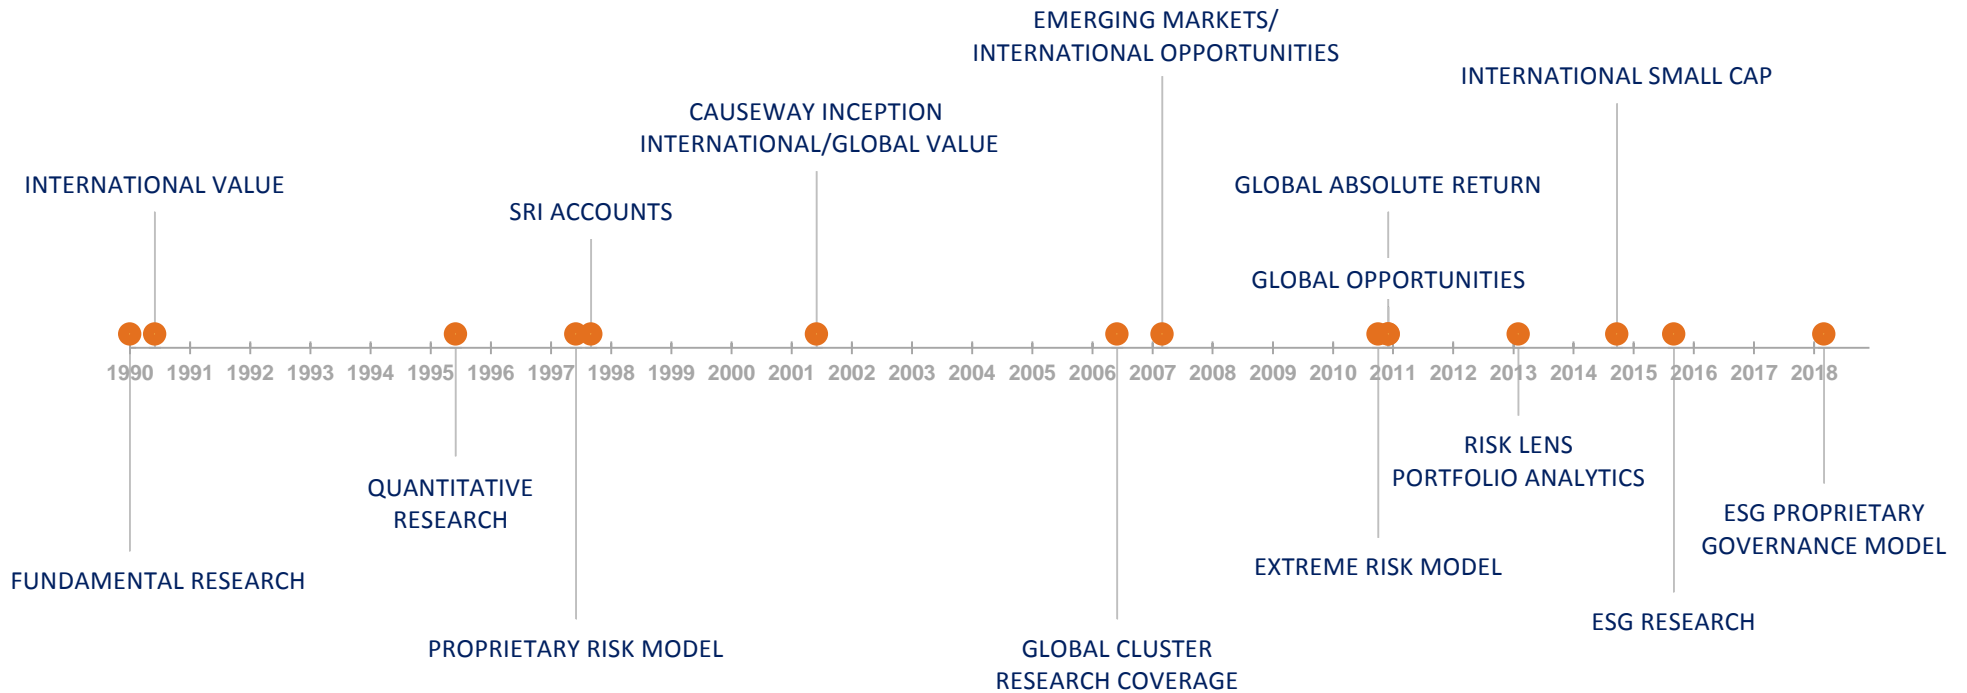 EMERGING MARKETS/
INTERNATIONAL OPPORTUNITIES
INTERNATIONAL SMALL CAP
CAUSEWAY INCEPTION
INTERNATIONAL/GLOBAL VALUE
INTERNATIONAL VALUE
GLOBAL ABSOLUTE RETURN
SRI ACCOUNTS
GLOBAL OPPORTUNITIES
1990 1991 1992 1993 1994 1995 1996 1997 1998 1999 2000 2001 2002 2003 2004 2005 2006 2007 2008 2009 2010 2011 2012 2013 2014 2015 2016 2017 2018
RISK LENS
PORTFOLIO ANALYTICS
QUANTITATIVE
RESEARCH
ESG PROPRIETARY
GOVERNANCE MODEL
EXTREME RISK MODEL
FUNDAMENTAL RESEARCH
ESG RESEARCH
PROPRIETARY RISK MODEL
GLOBAL CLUSTER
RESEARCH COVERAGE